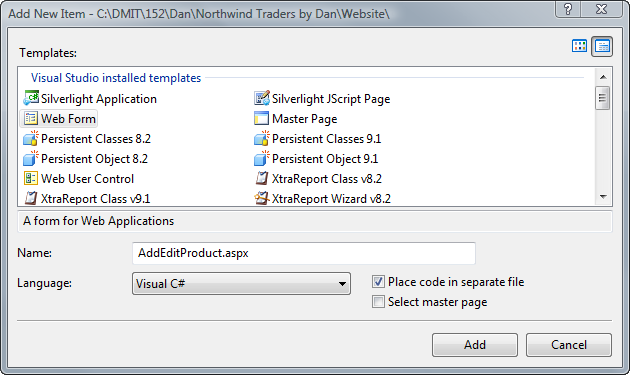 Add New Item - C:\DMIT\152\Dan\Northwind Traders by Dan\Website\
Templates:
Visual Studio installed templates
Silverlight Application Silverlight JScript Page
Web Form Master Page
Persistent Classes 8.2 Persistent Classes 9.1
Persistent Object 8.2 Persistent Object 9.1
Web User Control XtraReport Class v8.2
XtraReport Class v9.1 XtraReport Wizard v8.2
A form for Web Applications
Name: AddEditProduct.aspx
Language: Visual C# Place code in separate file
Select master page
Add Cancel